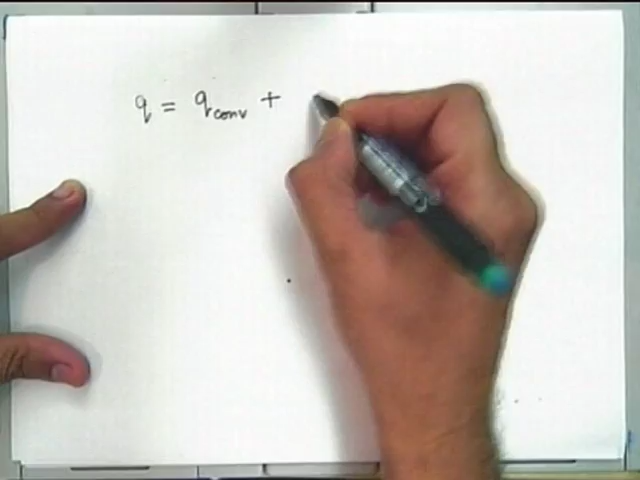 q = q_conv +